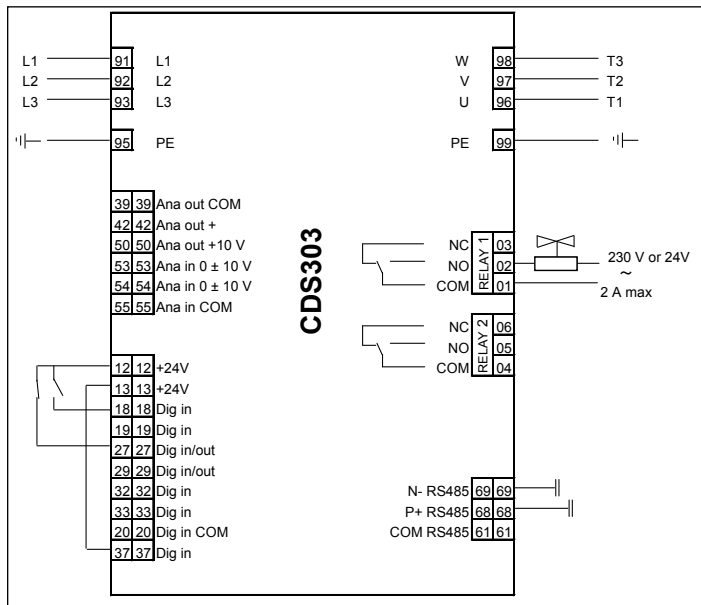 L1 91 L1 W 98 T3
L2 92 L2 V 97 T2
L3 93 L3 U 96 T1
95 PE PE 99
39 39 Ana out COM
42 42 Ana out +
50 50 Ana out +10 V
53 53 Ana in 0 ± 10 V
54 54 Ana in 0 ± 10 V
55 55 Ana in COM
CDS303
RELAY 1
NC 03
NO 02
COM 01
230 V or 24V
~
2 A max
RELAY 2
NC 06
NO 05
COM 04
12 12 +24V
13 13 +24V
18 18 Dig in
19 19 Dig in
27 27 Dig in/out
29 29 Dig in/out
32 32 Dig in
33 33 Dig in
20 20 Dig in COM
37 37 Dig in
N- RS485 69 69
P+ RS485 68 68
COM RS485 61 61